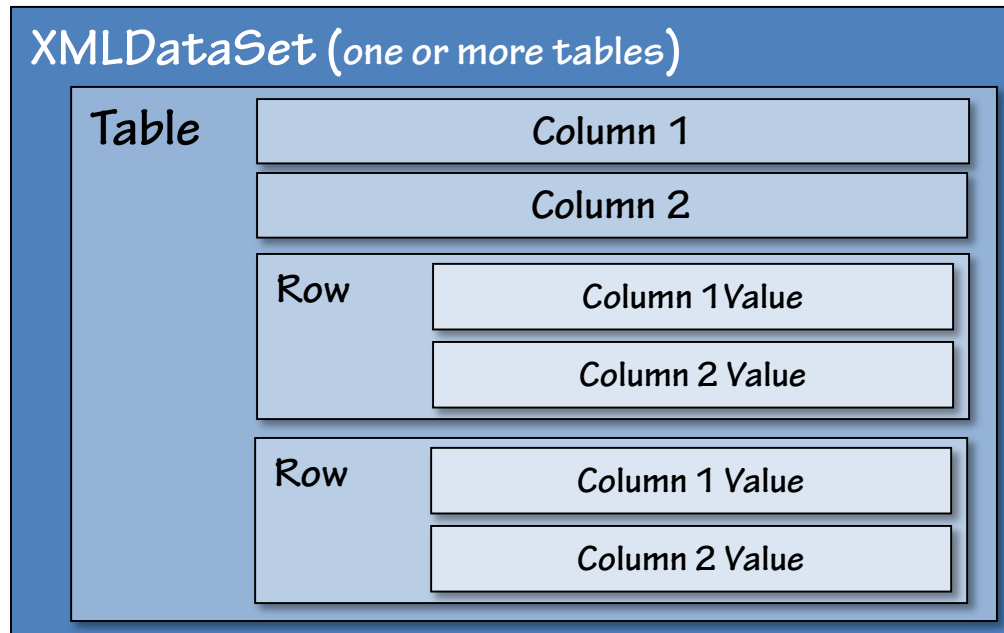 XMLDataSet (one or more tables)
Table
Column 1
Column 2
Row
Column 1Value
Column 2 Value
Row
Column 1 Value
Column 2 Value